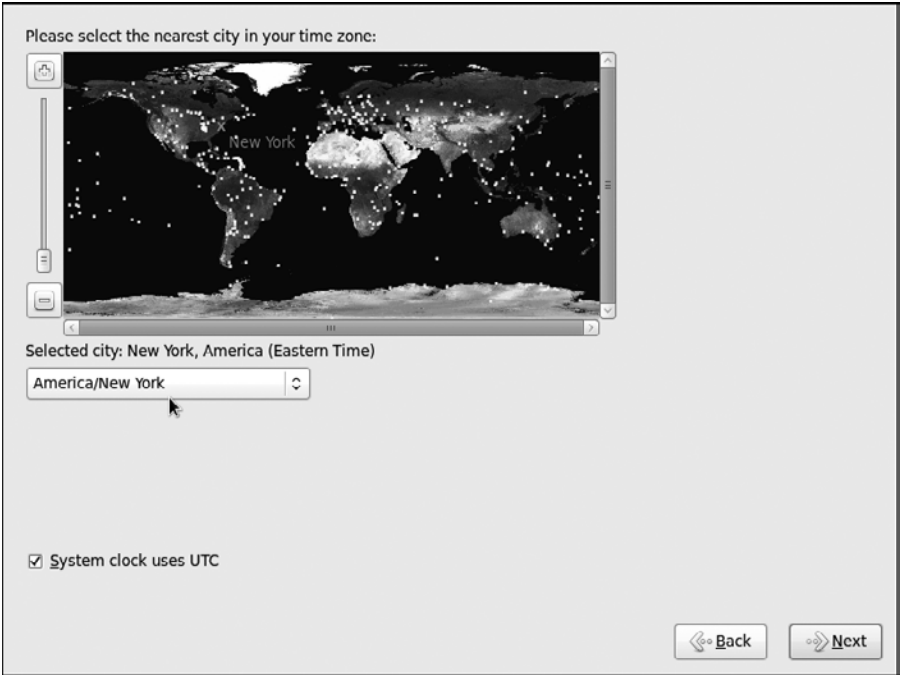 Please select the nearest city in your time zone:
New York
Selected city: New York, America (Eastern Time)
America/New York
System clock uses UTC
Back
Next